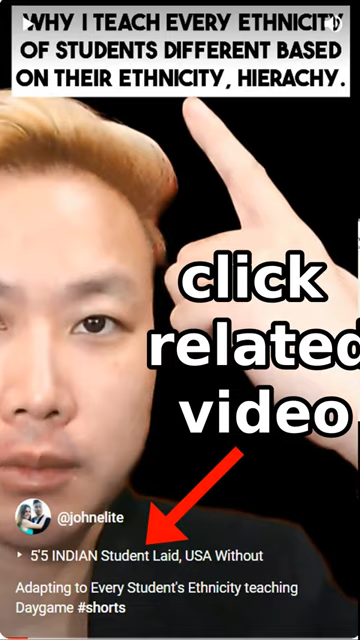 WHY I TEACH EVERY ETHNICITY
OF STUDENTS DIFFERENT BASED
ON THEIR ETHNICITY, HIERACHY.
click
related
video
@johnelite
5'5 INDIAN Student Laid, USA Without
Adapting to Every Student's Ethnicity teaching
Daygame #shorts